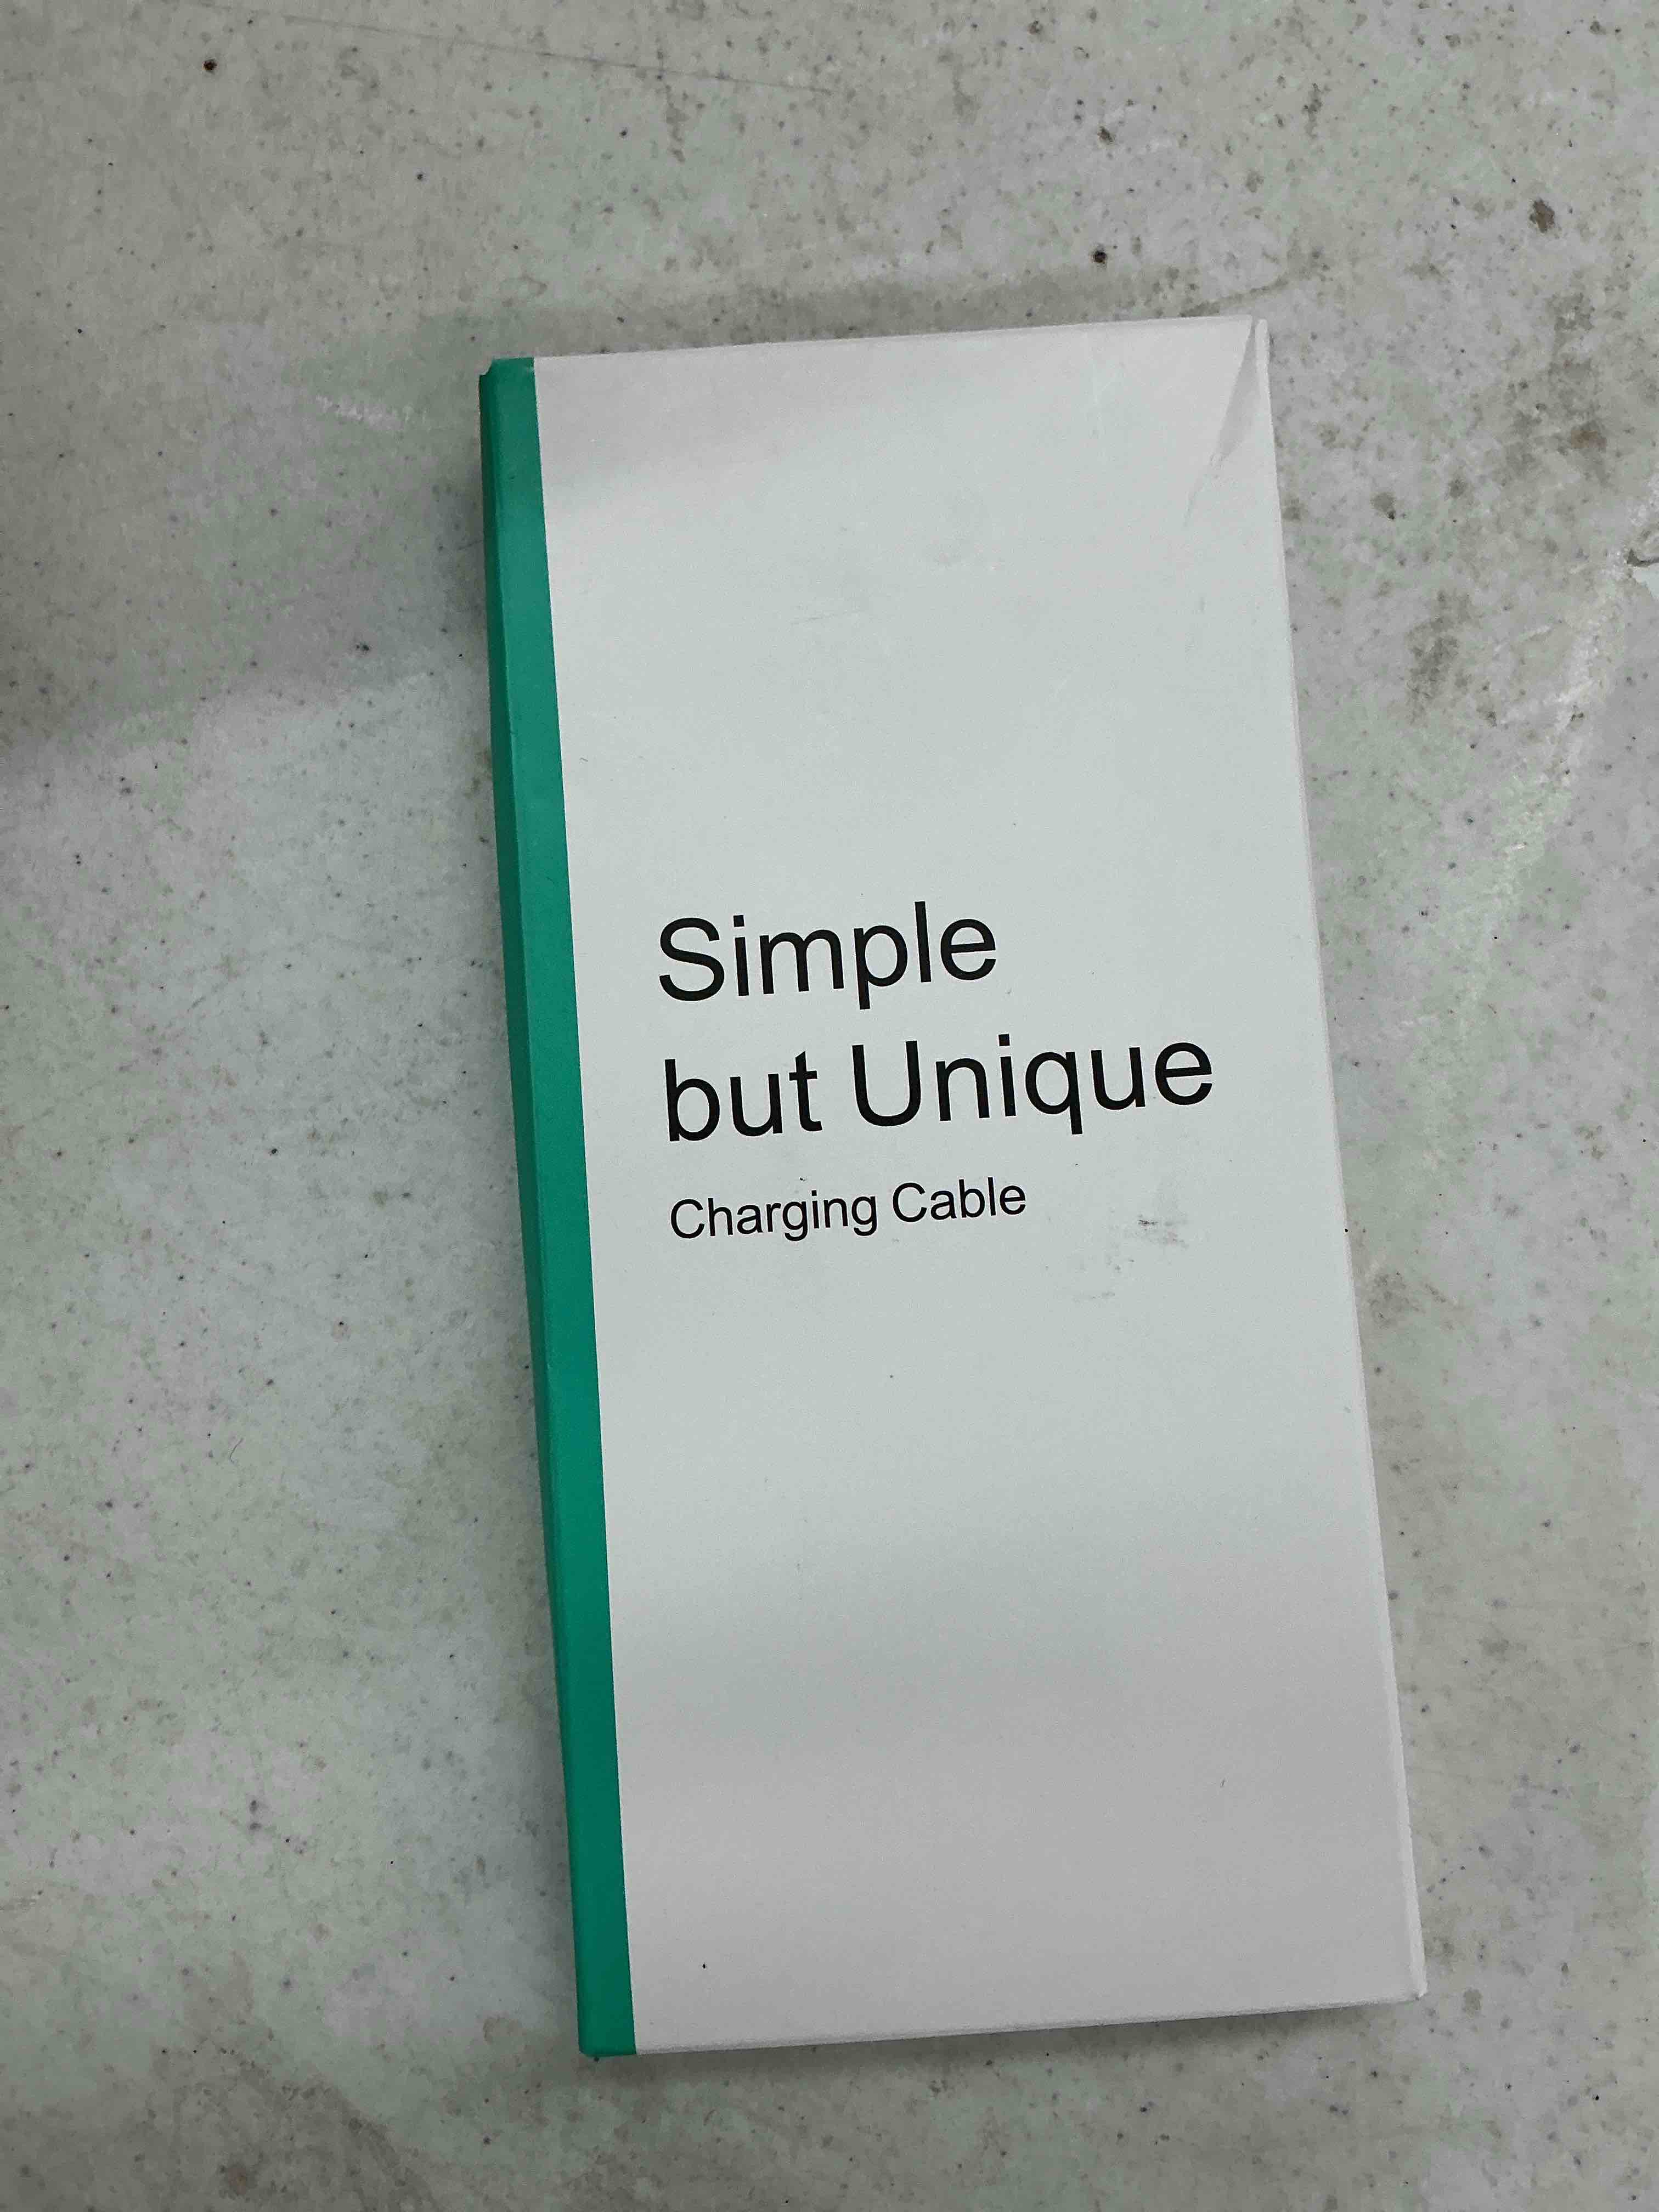 Simple
but Unique
Charging Cable